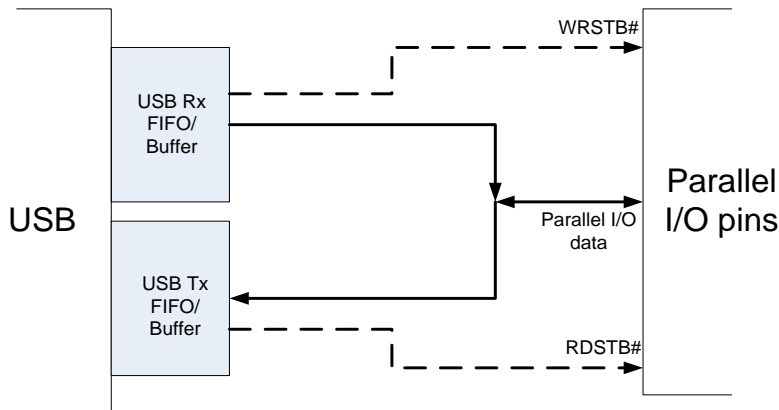 WRSTB#
USB Rx
FIFO/
Buffer
USB
Parallel
I/O pins
Parallel I/O
data
USB Tx
FIFO/
Buffer
RDSTB#